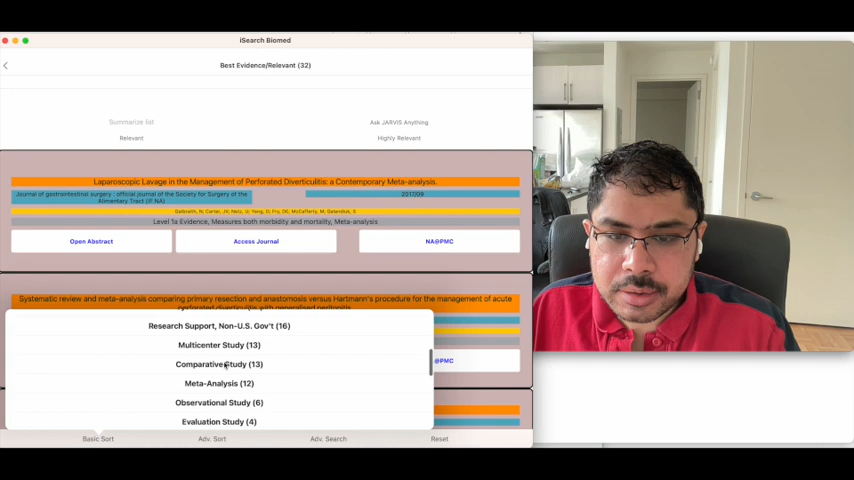 iSearch Biomed
Best Evidence/Relevant (32)
Summarize list
Ask JARVIS Anything
Relevant
Highly Relevant
Laparoscopic Lavage in the Management of Perforated Diverticulitis: a Contemporary Meta-analysis.
Journal of gastrointestinal surgery : official journal of the Society for Surgery of the
Alimentary Tract (IF NA)
2017/09
Level 1a Evidence, Measures both morbidity and mortality, Meta-analysis
Open Abstract
Access Journal
NA@PMC
Systematic review and meta-analysis comparing primary resection and anastomosis versus Hartmann's procedure for the management of acute
perforated diverticulitis with generalised peritonitis
@PMC
Research Support, Non-U.S. Gov't (16)
Multicenter Study (13)
Comparative Study (13)
Meta-Analysis (12)
Observational Study (6)
Evaluation Study (4)
Basic Sort
Adv. Sort
Adv. Search
Reset